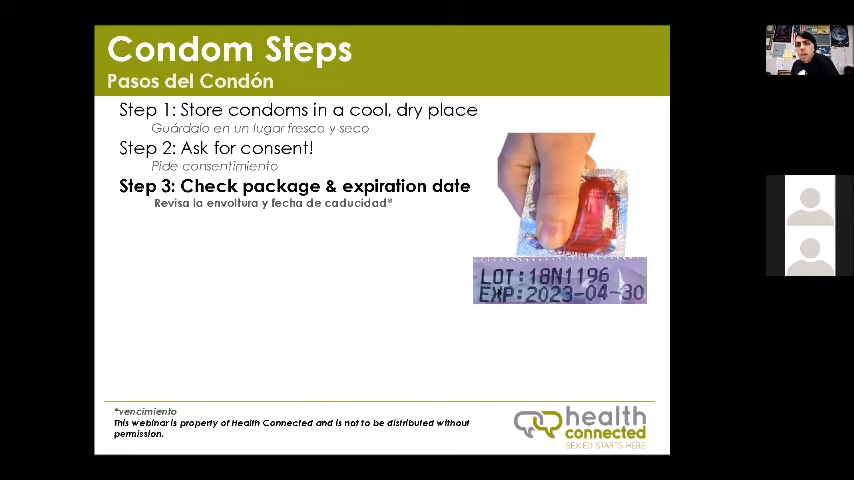 Condom Steps
Pasos del Condón
Step 1: Store condoms in a cool, dry place
Guárdalo en un lugar fresco y seco
Step 2: Ask for consent!
Pide consentimiento
Step 3: Check package & expiration date
Revisa la envoltura y fecha de caducidad*
LOT:18N1196
EXP:2023-04-30
*vencimiento
This webinar is property of Health Connected and is not to be distributed without
permission.
health
connected
SEX ED STARTS HERE